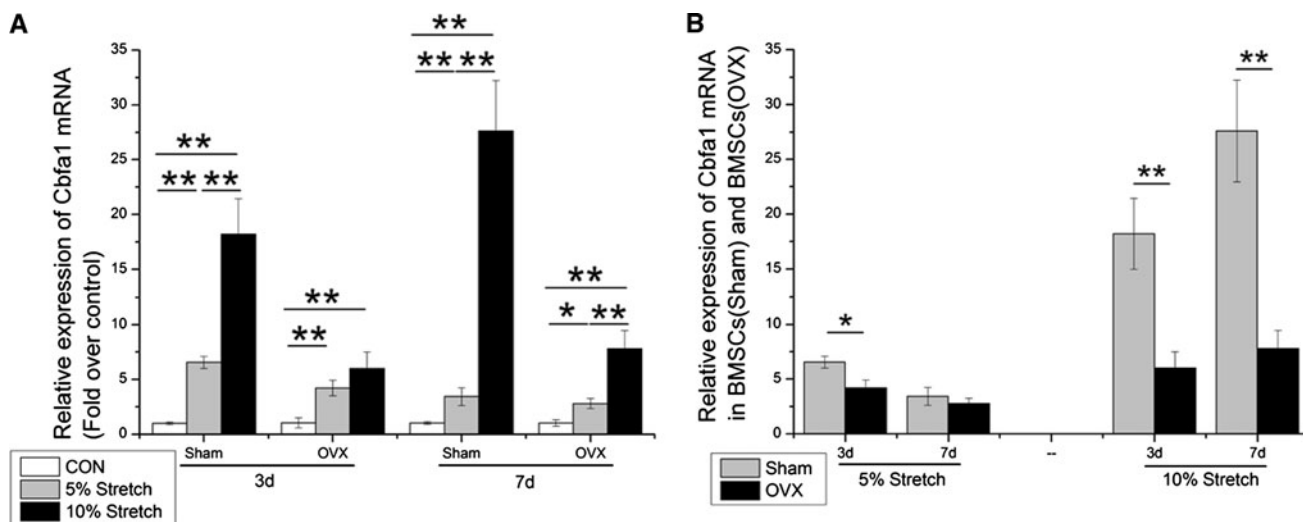 A
Relative expression of Cbfa1 mRNA
(Fold over control)
35
30
25
20
15
10
5
0
** 
** **
**
**
**
** **
**
* **
Sham
OVX
Sham
OVX
3d
7d
CON
5% Stretch
10% Stretch
B
Relative expression of Cbfa1 mRNA
in BMSCs(Sham) and BMSCs(OVX)
35
30
25
20
15
10
5
0
*
**
**
3d
7d
--
3d
7d
5% Stretch
10% Stretch
Sham
OVX